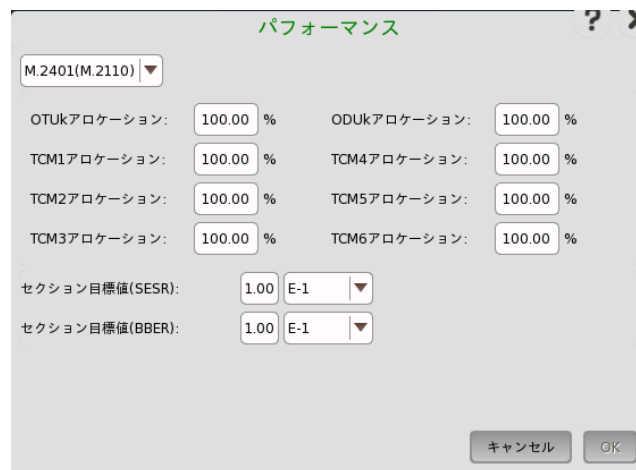 パフォーマンス ?
M.2401(M.2110)
OTUkアロケーション: 100.00 % ODUkアロケーション: 100.00 %
TCM1アロケーション: 100.00 % TCM4アロケーション: 100.00 %
TCM2アロケーション: 100.00 % TCM5アロケーション: 100.00 %
TCM3アロケーション: 100.00 % TCM6アロケーション: 100.00 %
セクション目標値(SESR): 1.00 E-1
セクション目標値(BBER): 1.00 E-1
キャンセル OK